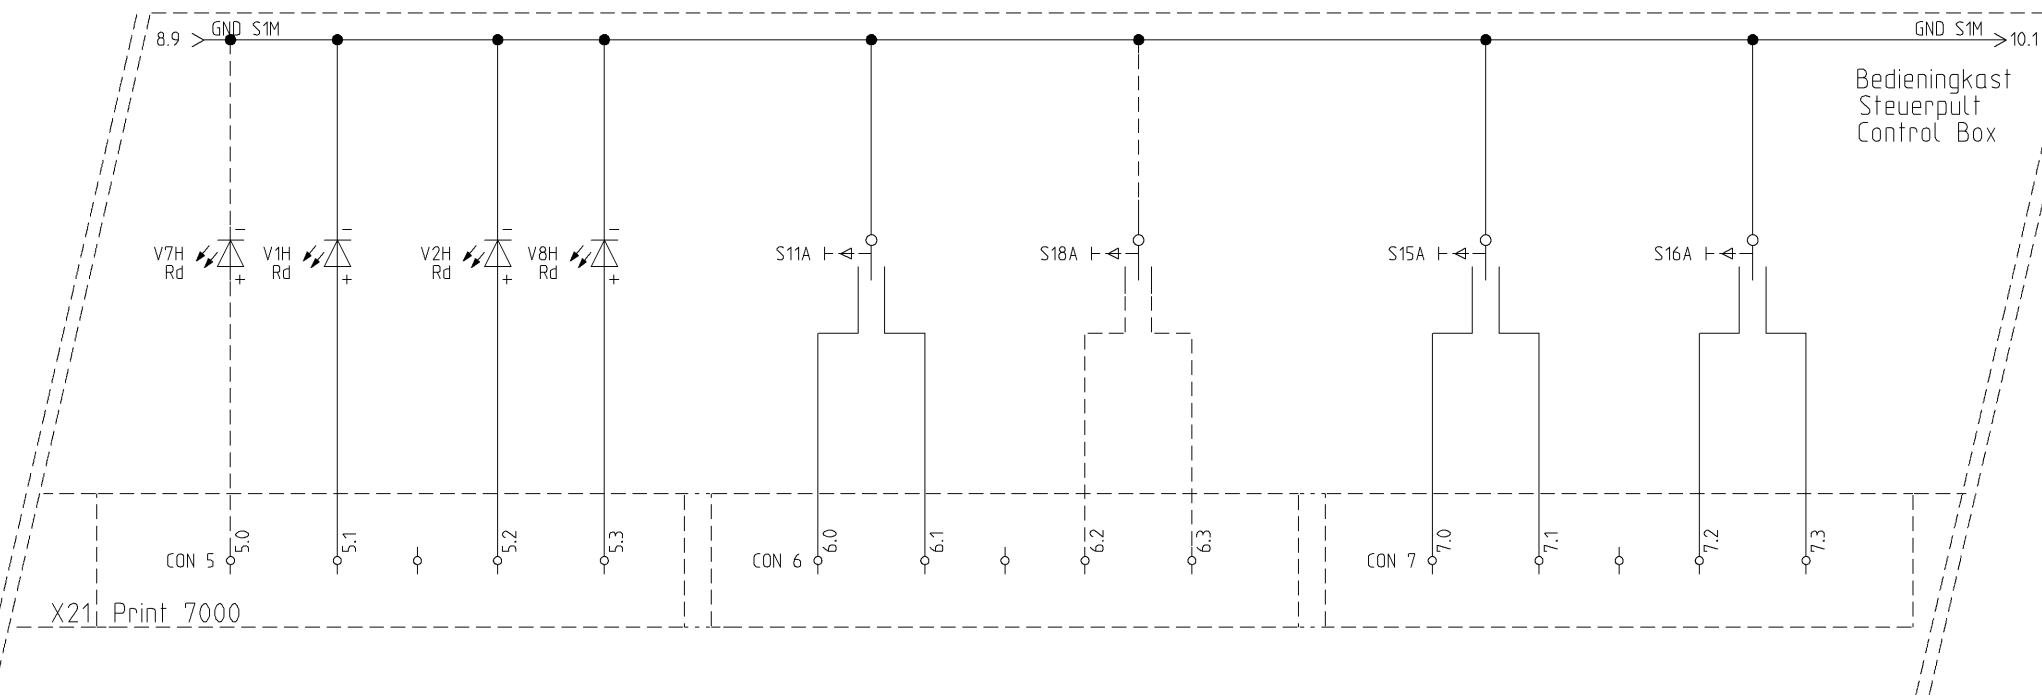 8.9
GND S1M
GND S1M
10.1
Bedieningkast
Steuerpult
Control Box
V7H
Rd
V1H
Rd
V2H
Rd
V8H
Rd
S11A
S18A
S15A
S16A
- - - -
+ + + +
CON 5
5.0
5.1
5.2
5.3
CON 6
6.0
6.1
6.2
6.3
CON 7
7.0
7.1
7.2
7.3
X21 Print 7000